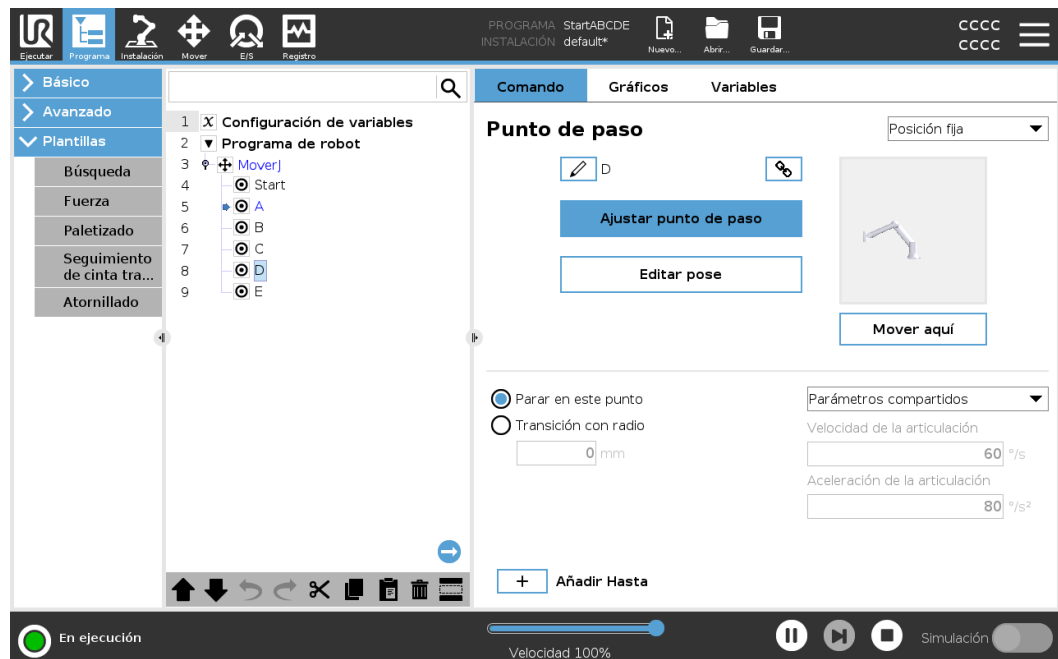 UR
PROGRAMA StartABCDE
INSTALACIÓN default*
CCCC
CCCC
Ejecutar Programa Instalación Mover E/S Registro Nuevo... Abrir... Guardar...
Básico
Avanzado
Plantillas
Búsqueda
Fuerza
Paletizado
Seguimiento
de cinta tra...
Atornillado
1 X Configuración de variables
2 Programa de robot
3 MoverJ
4 Start
5 A
6 B
7 C
8 D
9 E
Comando Gráficos Variables
Punto de paso
Posición fija
D
Ajustar punto de paso
Editar pose
Mover aquí
Parar en este punto
Transición con radio
0 mm
Parámetros compartidos
Velocidad de la articulación
60 °/s
Aceleración de la articulación
80 °/s²
+ Añadir Hasta
En ejecución
Velocidad 100%
Simulación